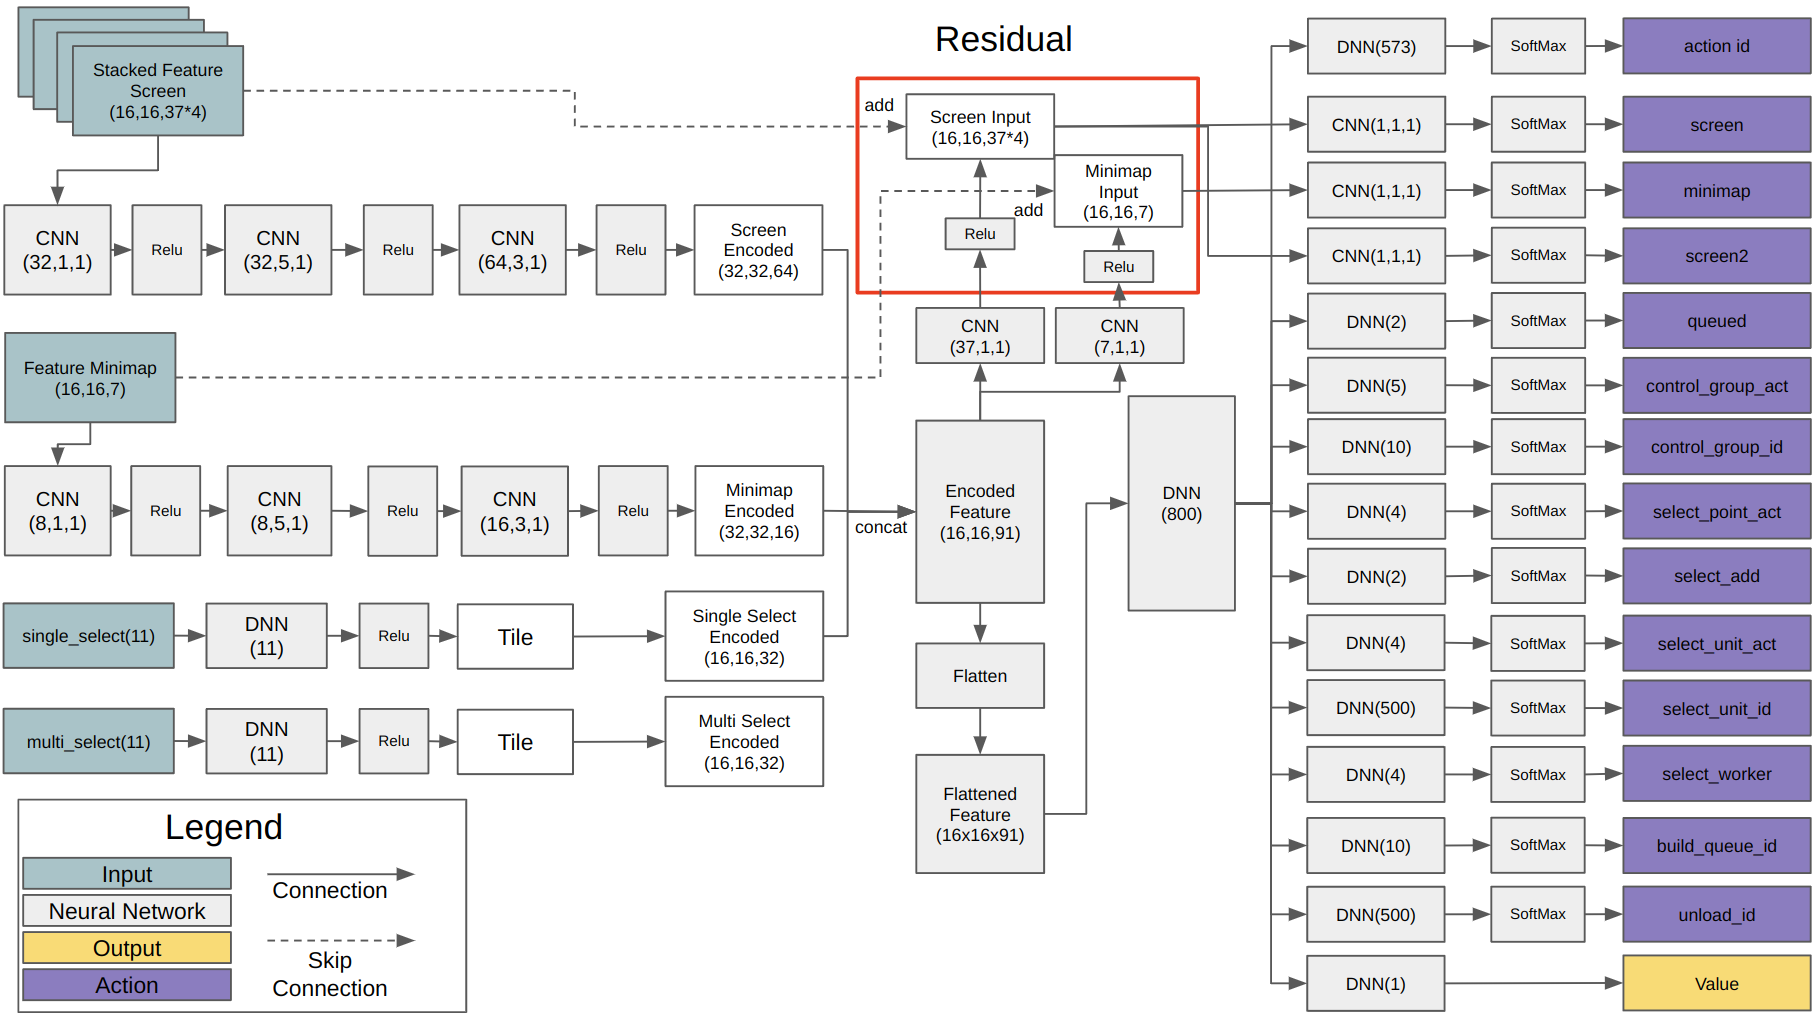 Residual
Stacked Feature
Screen
(16,16,37*4)
add
Screen Input
(16,16,37*4)
Minimap
Input
(16,16,7)
add
Relu
Relu
CNN
(32,1,1)
Relu
CNN
(32,5,1)
Relu
CNN
(64,3,1)
Relu
Screen
Encoded
(32,32,64)
CNN
(37,1,1)
CNN
(7,1,1)
Feature Minimap
(16,16,7)
CNN
(8,1,1)
Relu
CNN
(8,5,1)
Relu
CNN
(16,3,1)
Relu
Minimap
Encoded
(32,32,16)
concat
Encoded
Feature
(16,16,91)
DNN
(800)
single_select(11)
DNN
(11)
Relu
Tile
Single Select
Encoded
(16,16,32)
Flatten
multi_select(11)
DNN
(11)
Relu
Tile
Multi Select
Encoded
(16,16,32)
Flattened
Feature
(16x16x91)
DNN(573)
SoftMax
action id
CNN(1,1,1)
SoftMax
screen
CNN(1,1,1)
SoftMax
minimap
CNN(1,1,1)
SoftMax
screen2
DNN(2)
SoftMax
queued
DNN(5)
SoftMax
control_group_act
DNN(10)
SoftMax
control_group_id
DNN(4)
SoftMax
select_point_act
DNN(2)
SoftMax
select_add
DNN(4)
SoftMax
select_unit_act
DNN(500)
SoftMax
select_unit_id
DNN(4)
SoftMax
select_worker
DNN(10)
SoftMax
build_queue_id
DNN(500)
SoftMax
unload_id
DNN(1)
Value
Legend
Input
Neural Network
Output
Action
Connection
Skip
Connection